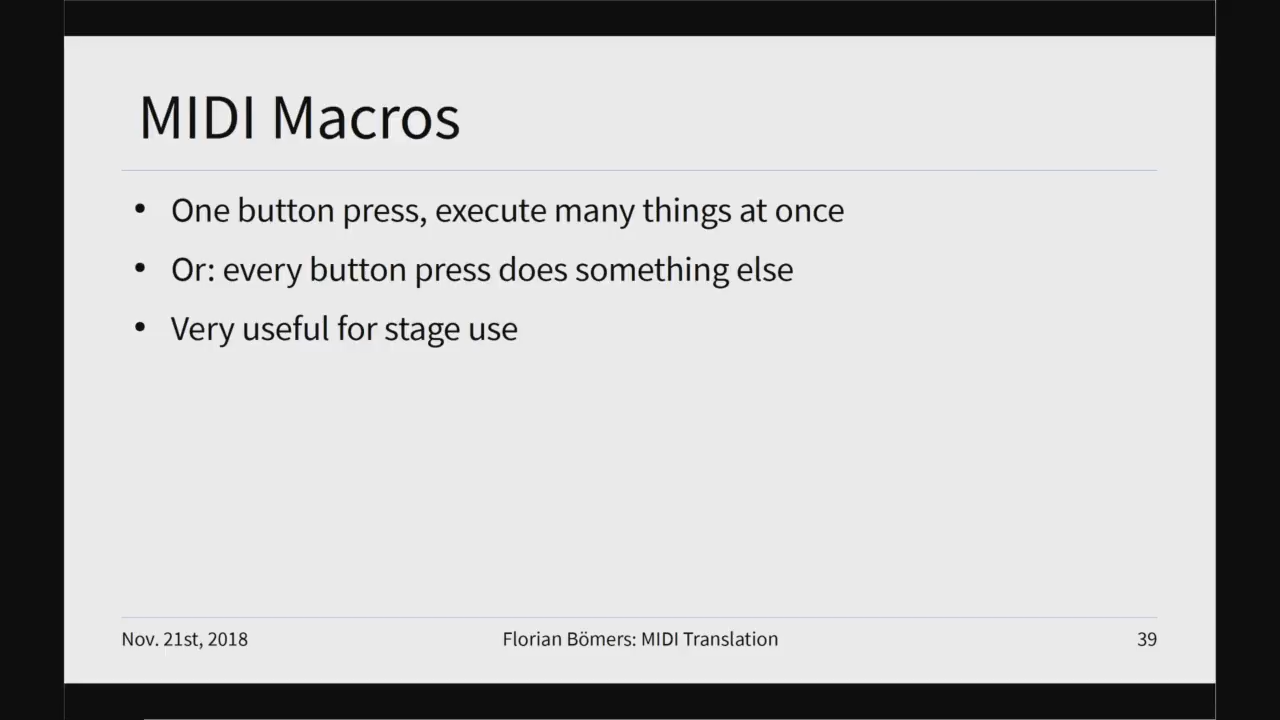 MIDI Macros
• One button press, execute many things at once
• Or: every button press does something else
• Very useful for stage use
Nov. 21st, 2018
Florian Bömers: MIDI Translation
39